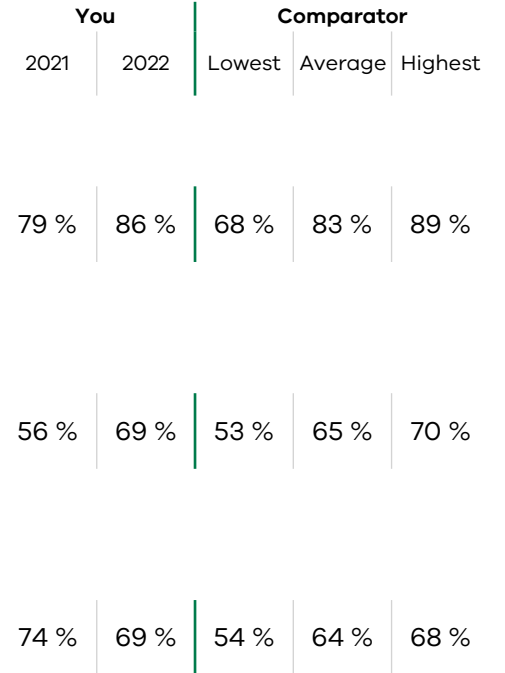 You Comparator
2021 2022 Lowest Average Highest
79 % 86 % 68 % 83 % 89 %
56 % 69 % 53 % 65 % 70 %
74 % 69 % 54 % 64 % 68 %